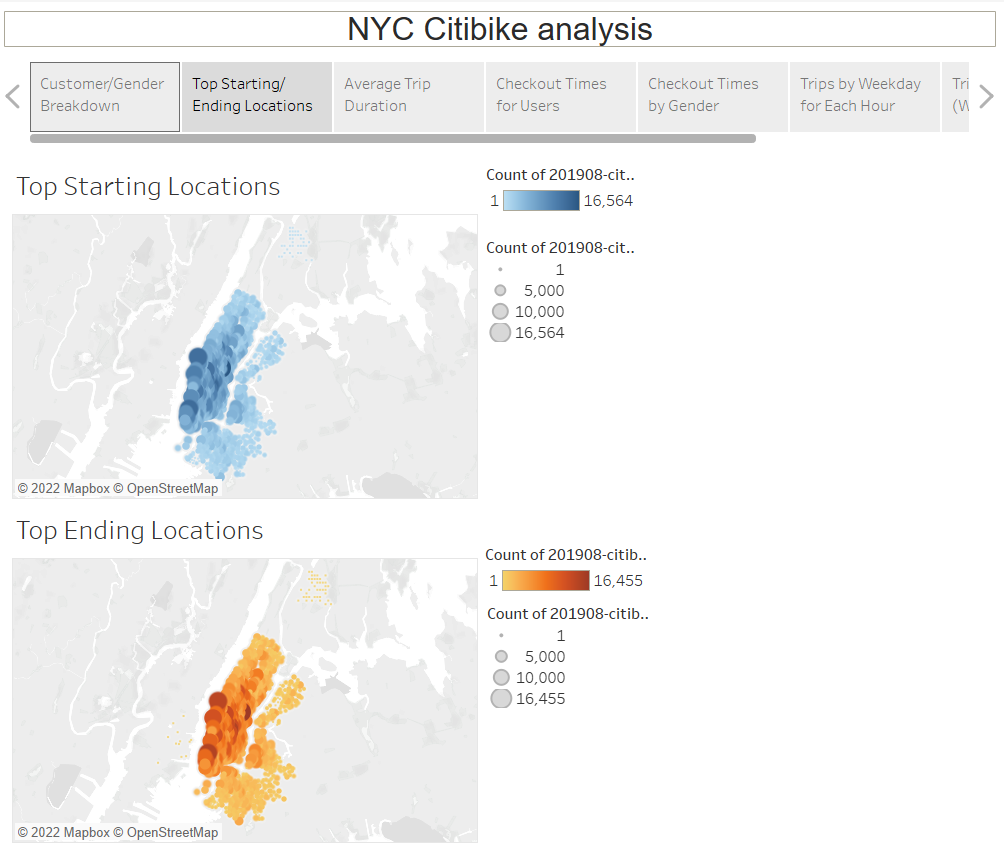 NYC Citibike analysis
Customer/Gender
Breakdown
Top Starting/
Ending Locations
Average Trip
Duration
Checkout Times
for Users
Checkout Times
by Gender
Trips by Weekday
for Each Hour
Tri
(W
Top Starting Locations
Count of 201908-cit..
1 16,564
Count of 201908-cit..
1
5,000
10,000
16,564
© 2022 Mapbox © OpenStreetMap
Top Ending Locations
Count of 201908-citib..
1 16,455
Count of 201908-citib..
1
5,000
10,000
16,455
© 2022 Mapbox © OpenStreetMap